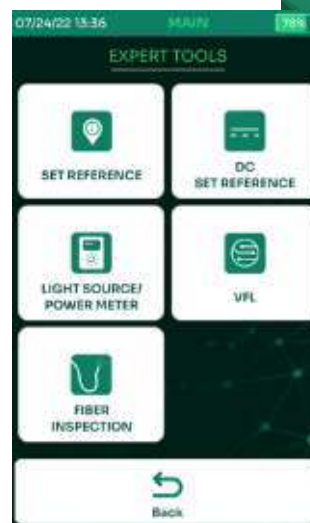 07/24/22 13:36 MAIN 78%
EXPERT TOOLS
SET REFERENCE
DC
SET REFERENCE
LIGHT SOURCE/
POWER METER
VFL
FIBER
INSPECTION
Back